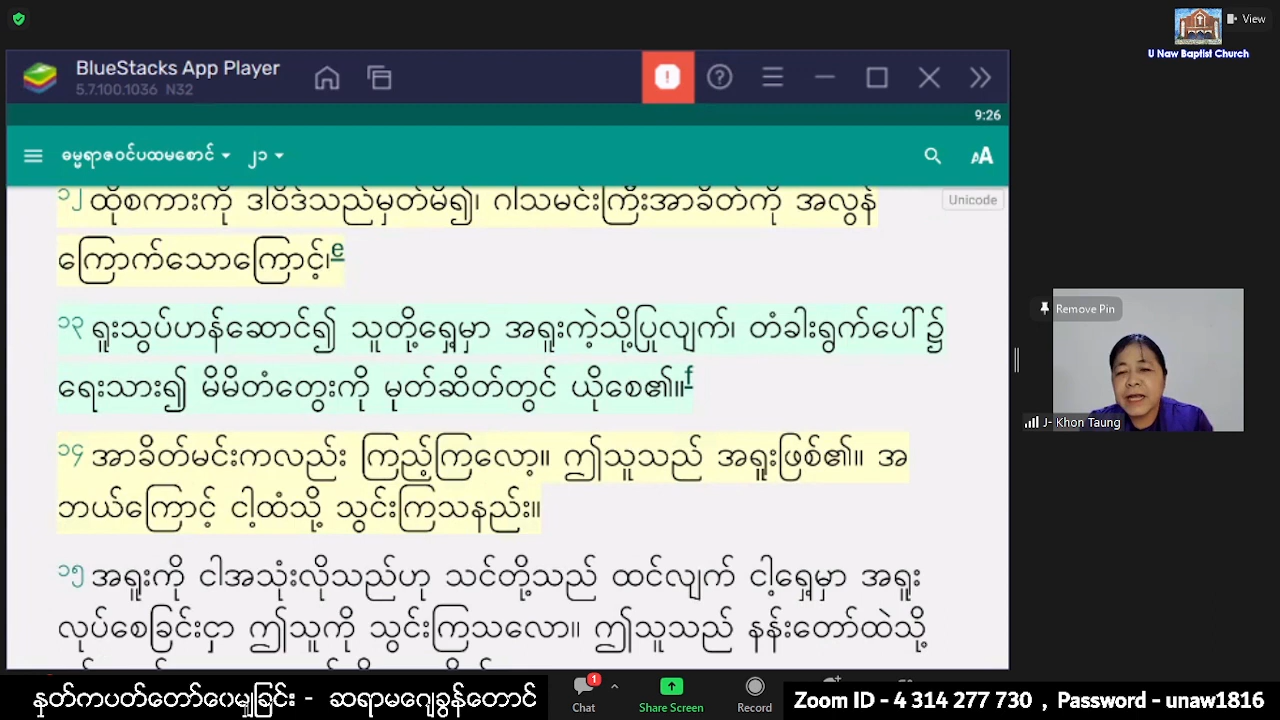 View
U Naw Baptist Church
BlueStacks App Player
5.7.100.1036 N32
9:26
ဓမ္မရာဇဝင်ပထမစောင် ၂၁
Unicode
၁၂ ထိုစကားကို ဒါဝိဒ်သည်မှတ်မိ၍၊ ဂါသမင်းကြီးအာခိတ်ကို အလွန်
ကြောက်သောကြောင့်၊e
၁၃ ရူးသွပ်ဟန်ဆောင်၍ သူတို့ရှေ့မှာ အရူးကဲ့သို့ပြုလျက်၊ တံခါးရွက်ပေါ်၌
ရေးသား၍ မိမိတံတွေးကို မုတ်ဆိတ်တွင် ယိုစေ၏။f
၁၄ အာခိတ်မင်းကလည်း ကြည့်ကြလော့။ ဤသူသည် အရူးဖြစ်၏။ အ
ဘယ်ကြောင့် ငါ့ထံသို့ သွင်းကြသနည်း။
၁၅ အရူးကို ငါအသုံးလိုသည်ဟု သင်တို့သည် ထင်လျက် ငါ့ရှေ့မှာ အရူး
လုပ်စေခြင်းငှာ ဤသူကို သွင်းကြသလော။ ဤသူသည် နန်းတော်ထဲသို့
Remove Pin
J- Khon Taung
1
Chat
Share Screen
Record
နှုတ်ကပတ်တော်ဝေမျှခြင်း - ဆရာမဂျေခွန်တောင်
Zoom ID - 4 314 277 730 , Password - unaw1816